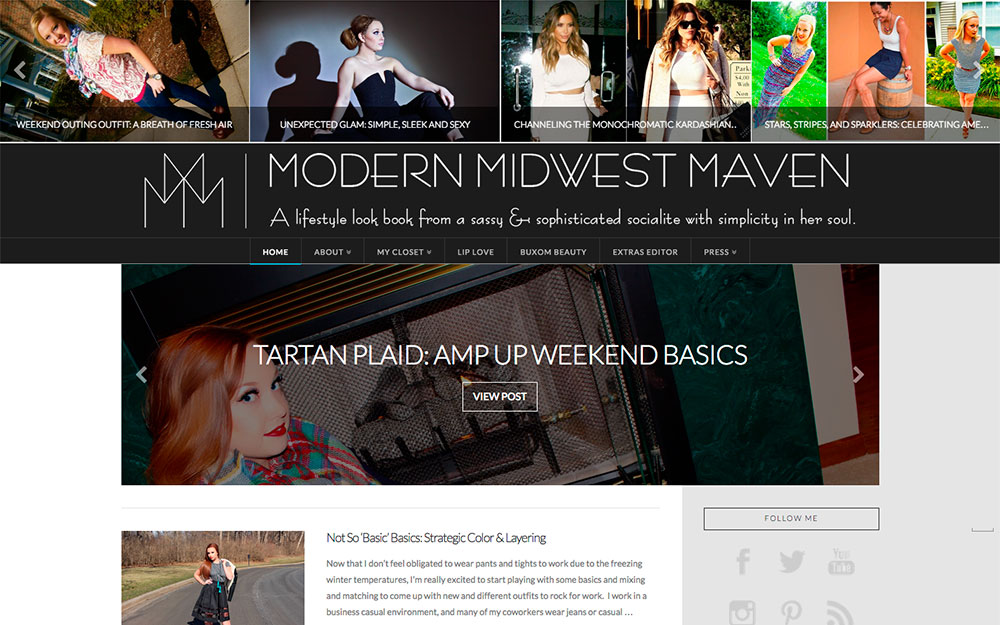 WEEKEND OUTING OUTFIT: A BREATH OF FRESH AIR
UNEXPECTED GLAM: SIMPLE, SLEEK AND SEXY
CHANNELING THE MONOCHROMATIC KARDASHIAN...
STARS, STRIPES, AND SPARKLERS: CELEBRATING AME...
Park
$4.00
With
Now
MODERN MIDWEST MAVEN
A lifestyle look book from a sassy & sophisticated socialite with simplicity in her soul.
HOME
ABOUT
MY CLOSET
LIP LOVE
BUXOM BEAUTY
EXTRAS EDITOR
PRESS
TARTAN PLAID: AMP UP WEEKEND BASICS
VIEW POST
FOLLOW ME
You
Tube
Not So ‘Basic’ Basics: Strategic Color & Layering
Now that I don’t feel obligated to wear pants and tights to work due to the freezing
winter temperatures, I’m really excited to start playing with some basics and mixing
and matching to come up with new and different outfits to rock for work.  I work in a
business casual environment, and many of my coworkers wear jeans or casual …